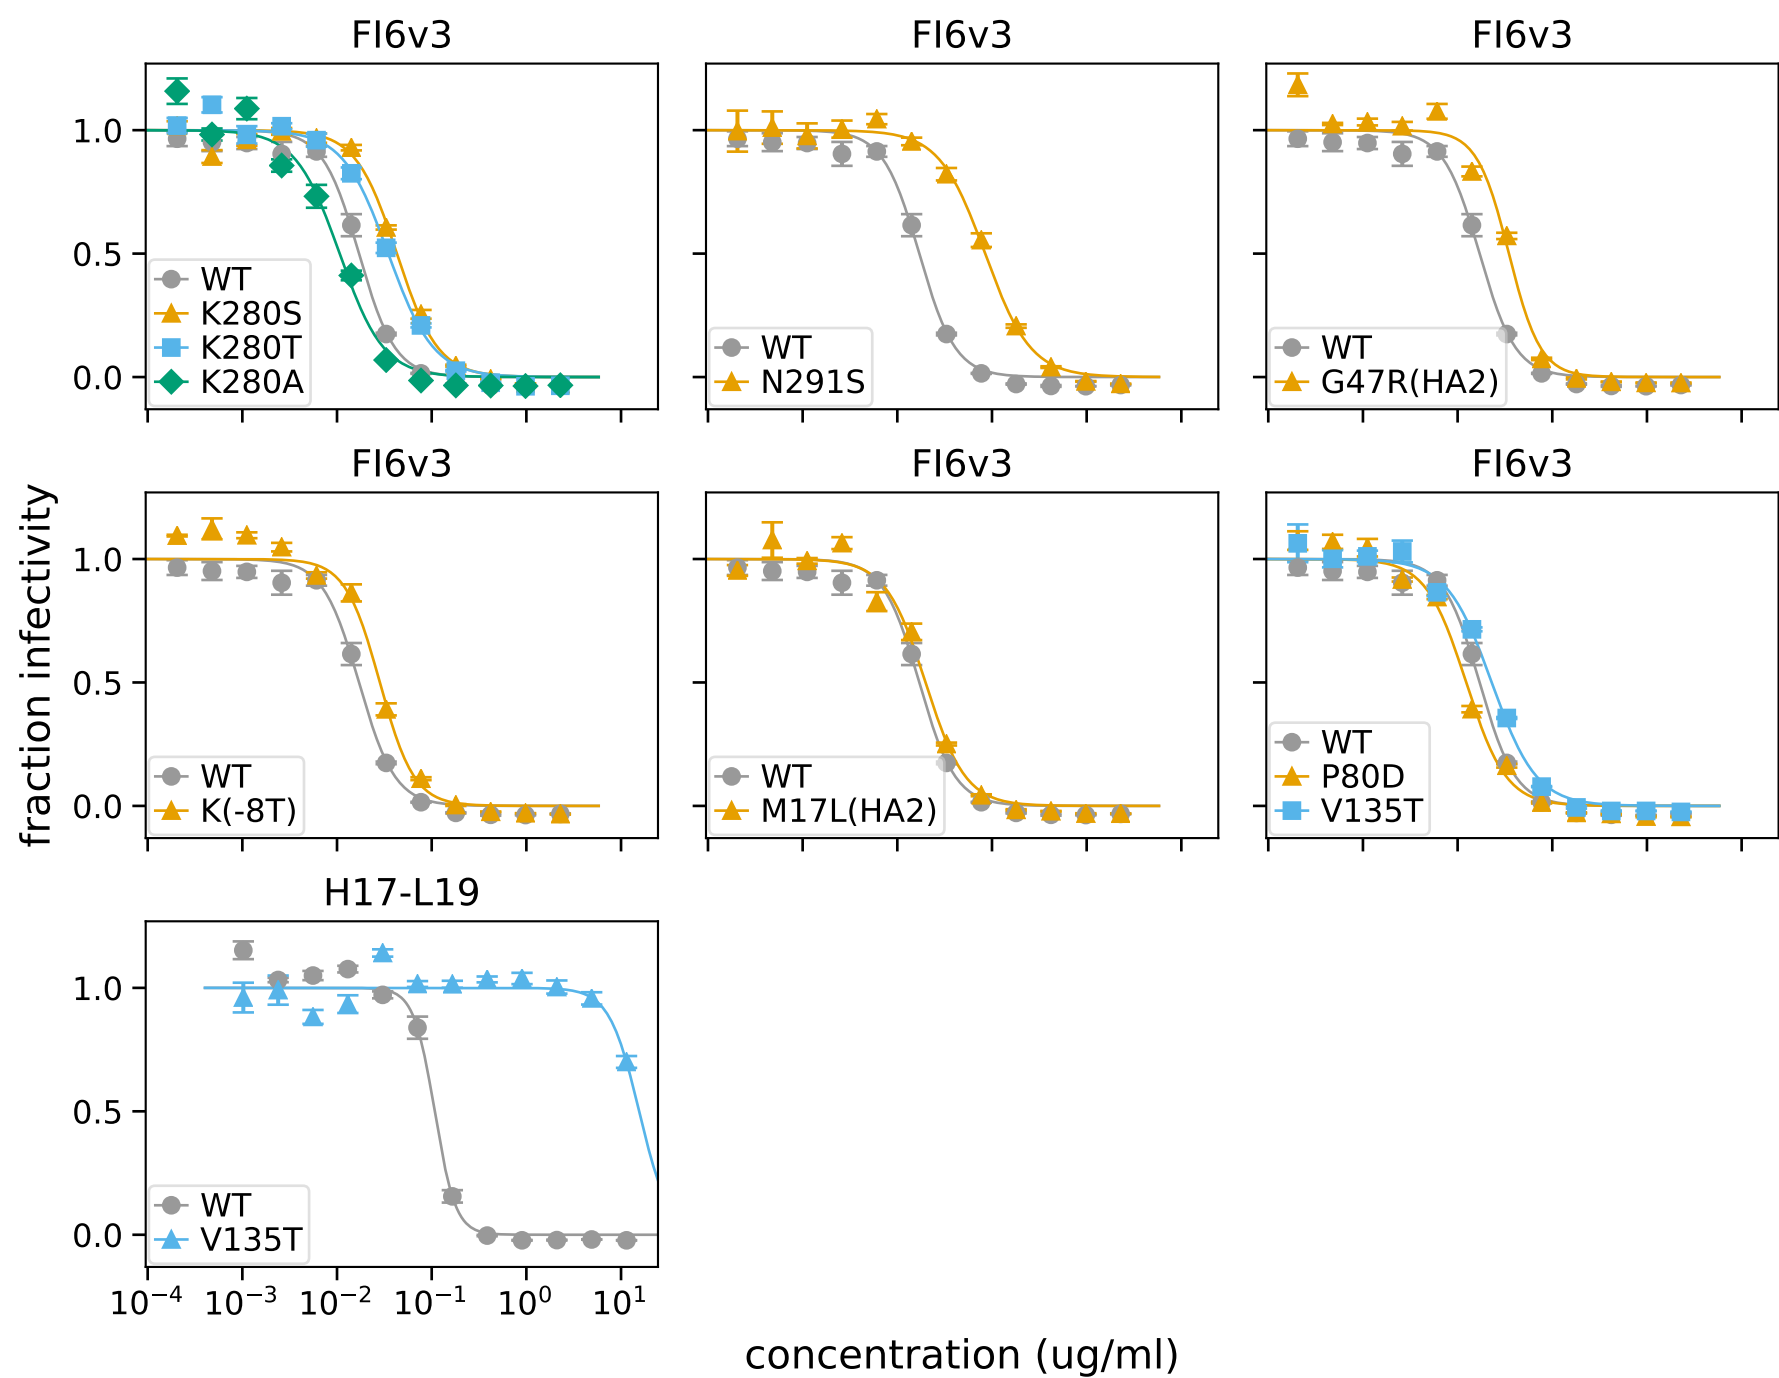 FI6v3
FI6v3
FI6v3
1.0
0.5
0.0
WT
K280S
K280T
K280A
WT
N291S
WT
G47R(HA2)
FI6v3
FI6v3
FI6v3
fraction infectivity
1.0
0.5
0.0
WT
K(-8T)
WT
M17L(HA2)
WT
P80D
V135T
H17-L19
1.0
0.5
0.0
WT
V135T
10⁻⁴ 10⁻³ 10⁻² 10⁻¹ 10⁰ 10¹
concentration (ug/ml)